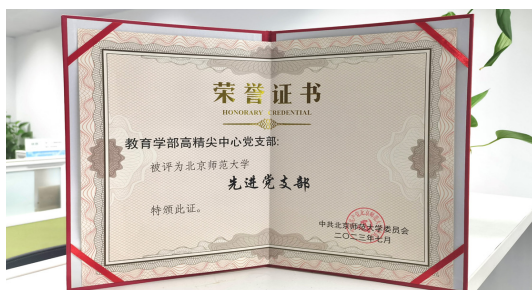 荣誉证书
HONORARY CREDENTIAL
教育学部高精尖中心党支部:
被评为北京师范大学
先进党支部
特颁此证。
中共北京师范大学委员会
二〇二三年七月